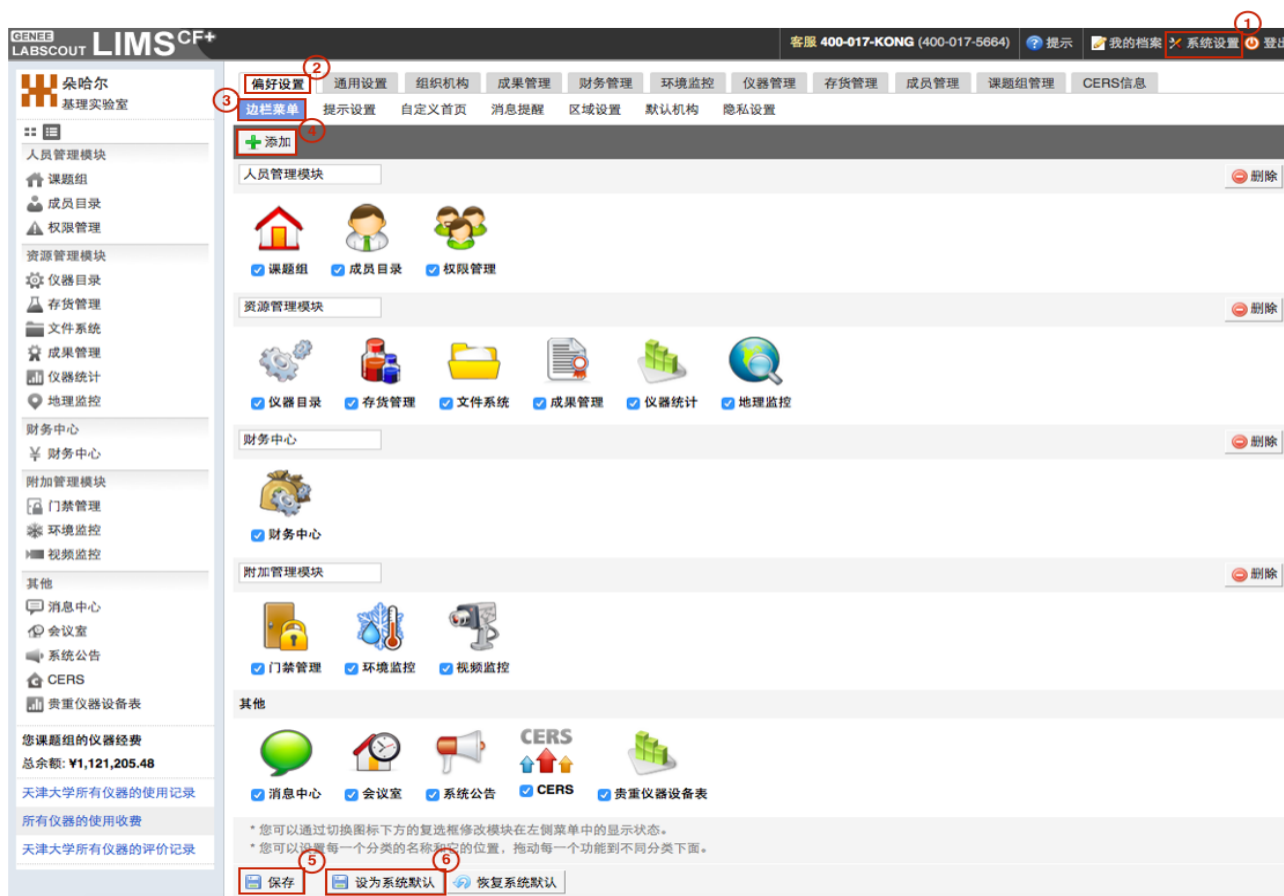 GENEE
LABSCOUT LIMS CF+
客服 400-017-KONG (400-017-5664) 提示 我的档案 系统设置 登出
①
朵哈尔
基理实验室
② 偏好设置 通用设置 组织机构 成果管理 财务管理 环境监控 仪器管理 存货管理 成员管理 课题组管理 CERS信息
③ 边栏菜单 提示设置 自定义首页 消息提醒 区域设置 默认机构 隐私设置
④ 添加
人员管理模块
课题组
成员目录
权限管理
资源管理模块
仪器目录
存货管理
文件系统
成果管理
仪器统计
地理监控
财务中心
¥ 财务中心
附加管理模块
门禁管理
环境监控
视频监控
其他
消息中心
会议室
系统公告
CERS
贵重仪器设备表
您课题组的仪器经费
总余额: ¥1,121,205.48
天津大学所有仪器的使用记录
所有仪器的使用收费
天津大学所有仪器的评价记录
人员管理模块 删除
课题组 成员目录 权限管理
资源管理模块 删除
仪器目录 存货管理 文件系统 成果管理 仪器统计 地理监控
财务中心 删除
财务中心
附加管理模块 删除
门禁管理 环境监控 视频监控
其他
CERS
消息中心 会议室 系统公告 CERS 贵重仪器设备表
* 您可以通过切换图标下方的复选框修改模块在左侧菜单中的显示状态。
* 您可以设置每一个分类的名称和它的位置，拖动每一个功能到不同分类下面。
⑤ ⑥
保存 设为系统默认 恢复系统默认